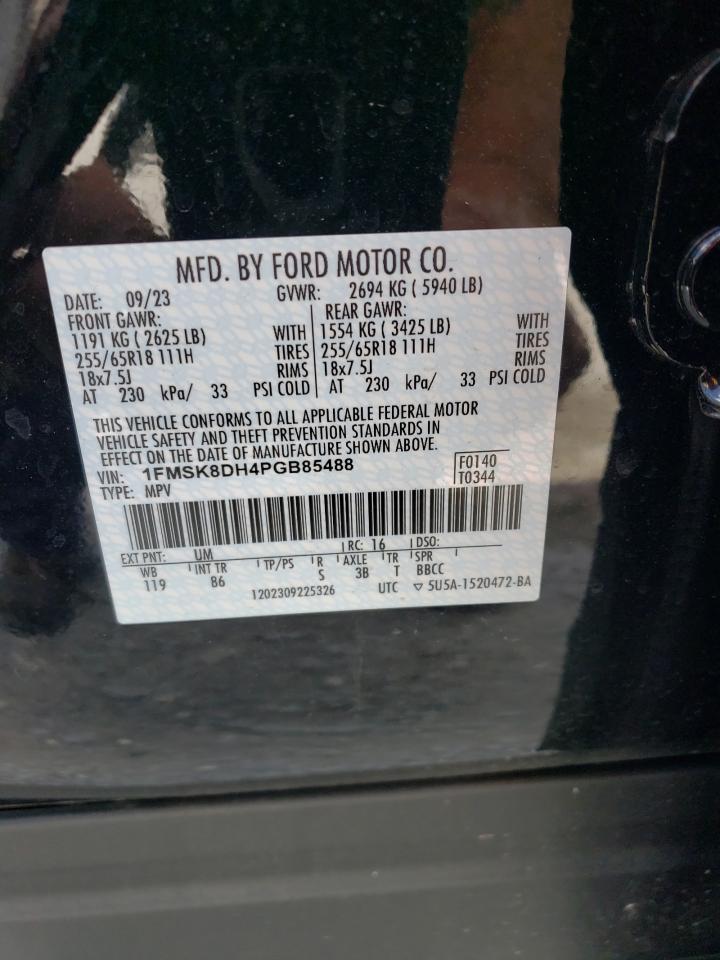 MFD. BY FORD MOTOR CO.
DATE: 09/23 GVWR: 2694 KG ( 5940 LB)
FRONT GAWR: REAR GAWR:
1191 KG ( 2625 LB) WITH 1554 KG ( 3425 LB) WITH
255/65R18 111H TIRES 255/65R18 111H TIRES
18x7.5J RIMS 18x7.5J RIMS
AT 230 kPa/ 33 PSI COLD AT 230 kPa/ 33 PSI COLD
THIS VEHICLE CONFORMS TO ALL APPLICABLE FEDERAL MOTOR
VEHICLE SAFETY AND THEFT PREVENTION STANDARDS IN
EFFECT ON THE DATE OF MANUFACTURE SHOWN ABOVE.
VIN: 1FMSK8DH4PGB85488 F0140
TYPE: MPV T0344
EXT PNT: UM RC: 16 DSO:
WB INT TR TP/PS R AXLE TR SPR
119 B6 S 3B T BBCC
1202309225326 UTC ▽ 5U5A-1520472-BA